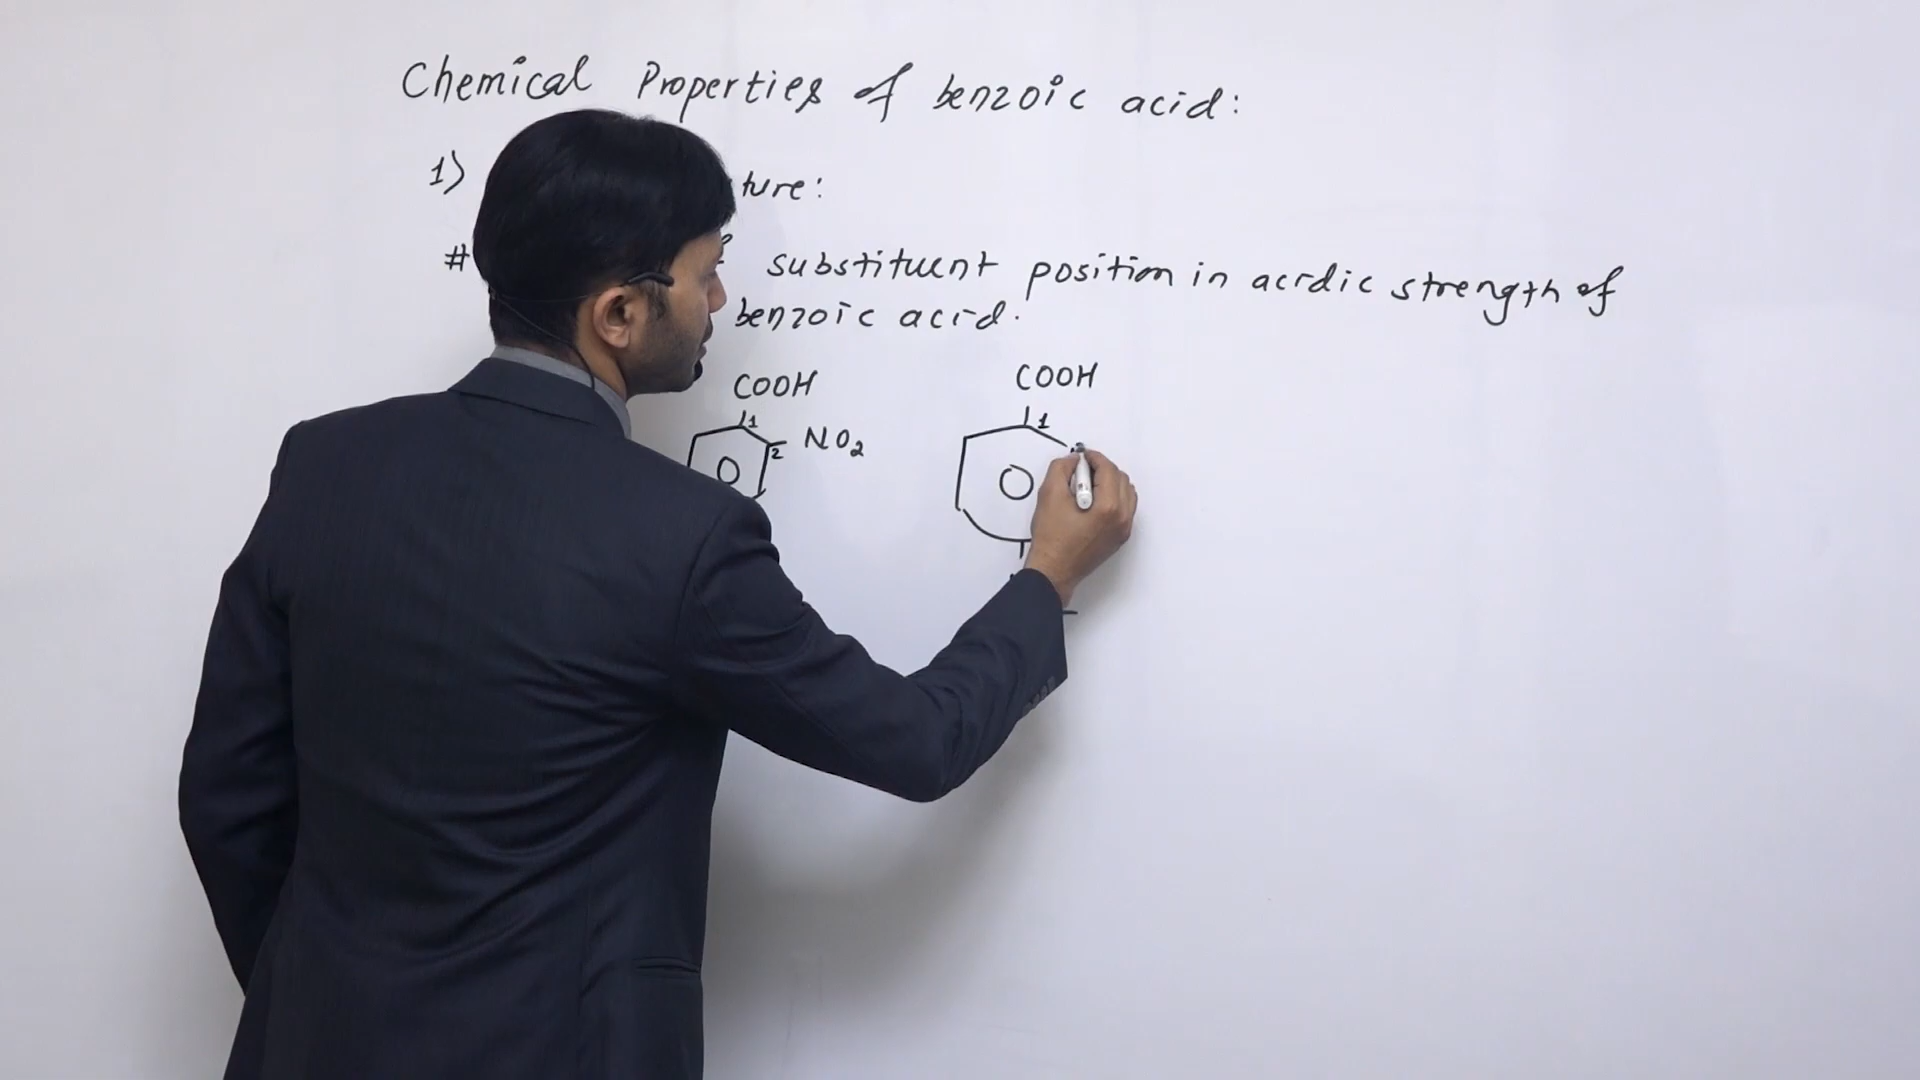 Chemical Properties of benzoic acid:
1) ture:
# substituent position in acidic strength of
benzoic acid.
COOH COOH
1 1
NO2
2